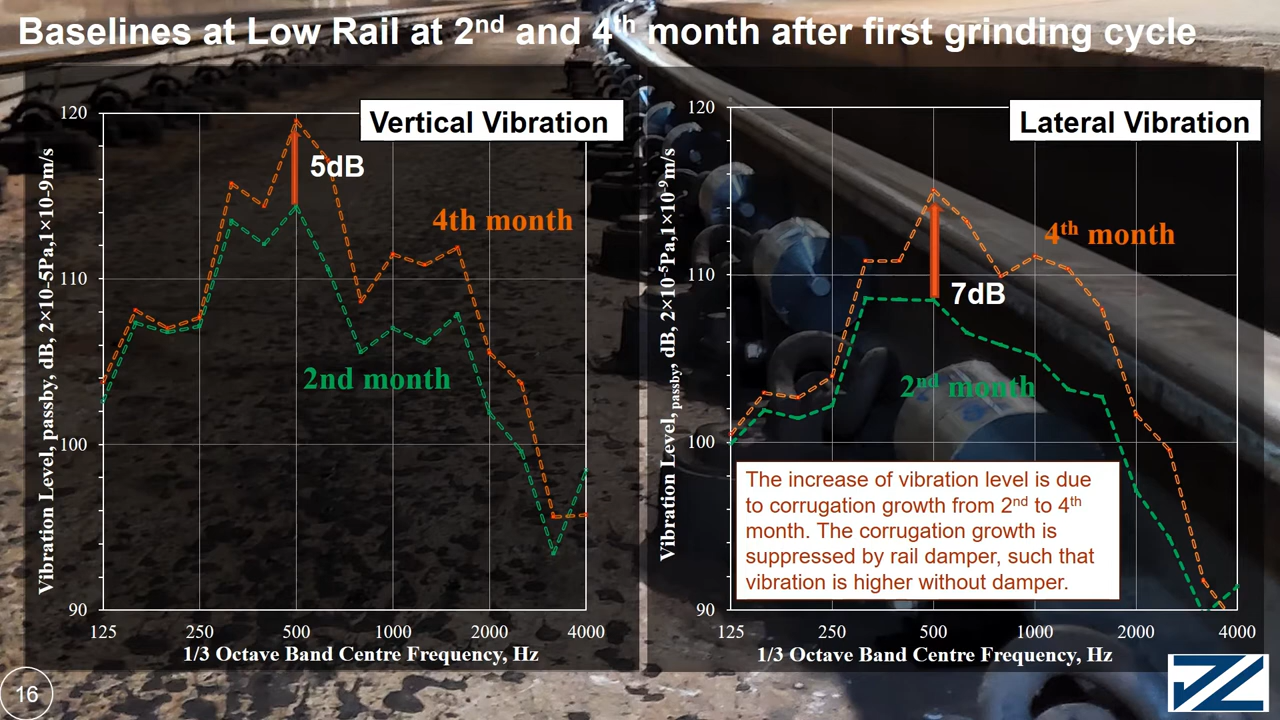 Baselines at Low Rail at 2nd and 4th month after first grinding cycle
Vertical Vibration
Vibration Level, passby, dB, 2×10-5Pa,1×10-9m/s
120
110
100
90
5dB
4th month
2nd month
125 250 500 1000 2000 4000
1/3 Octave Band Centre Frequency, Hz
Lateral Vibration
Vibration Level, passby, dB, 2×10-5Pa,1×10-9m/s
120
110
100
90
4th month
7dB
2nd month
The increase of vibration level is due
to corrugation growth from 2nd to 4th
month. The corrugation growth is
suppressed by rail damper, such that
vibration is higher without damper.
125 250 500 1000 2000 4000
1/3 Octave Band Centre Frequency, Hz
16